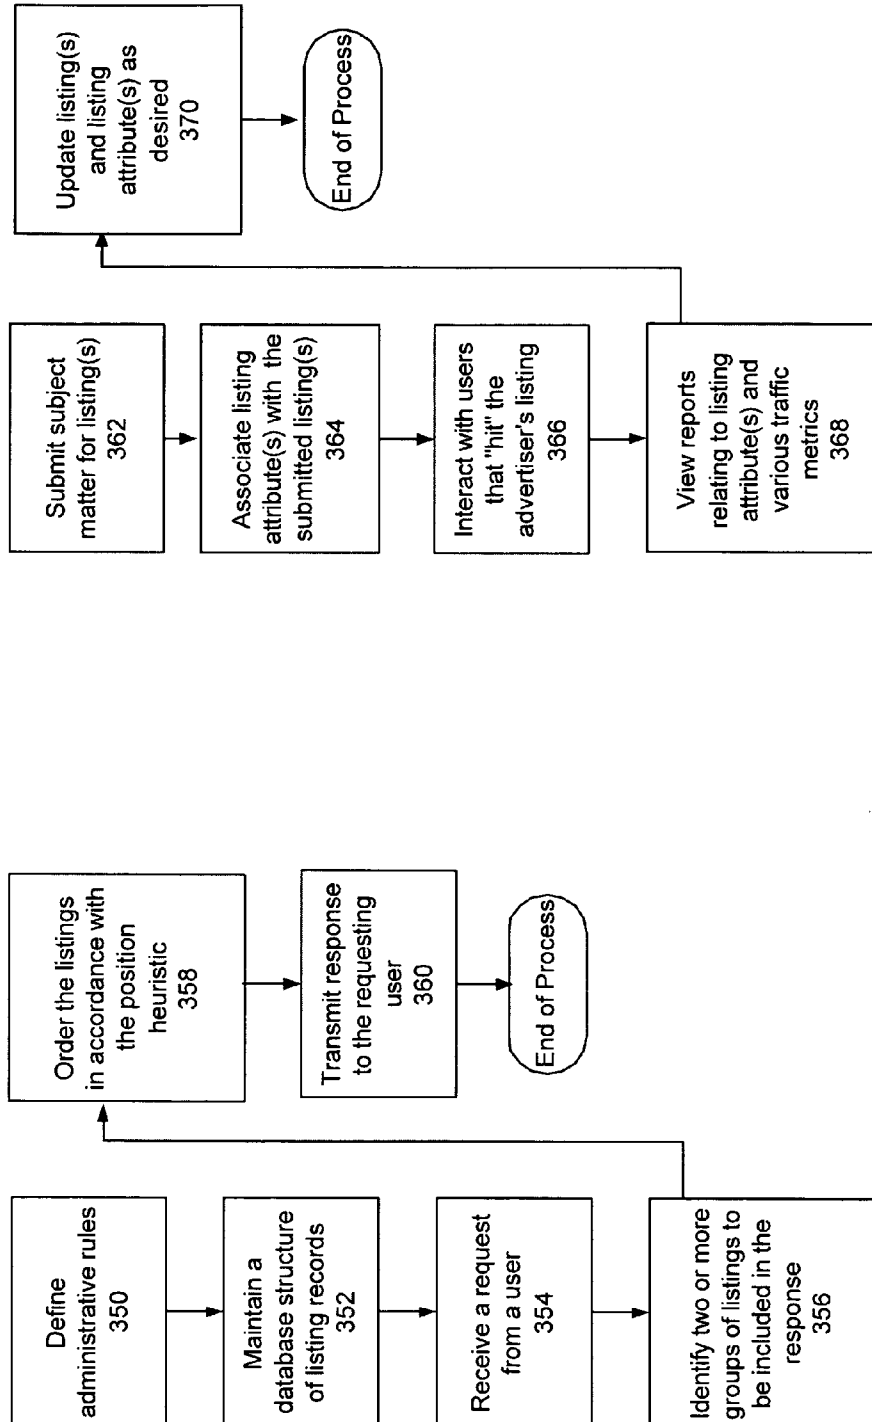 Define
administrative rules
350
Maintain a
database structure
of listing records
352
Receive a request
from a user
354
Identify two or more
groups of listings to
be included in the
response
356
Order the listings
in accordance with
the position
heuristic
358
Transmit response
to the requesting
user
360
End of Process
Submit subject
matter for listing(s)
362
Associate listing
attribute(s) with the
submitted listing(s)
364
Interact with users
that "hit" the
advertiser's listing
366
View reports
relating to listing
attribute(s) and
various traffic
metrics
368
Update listing(s)
and listing
attribute(s) as
desired
370
End of Process